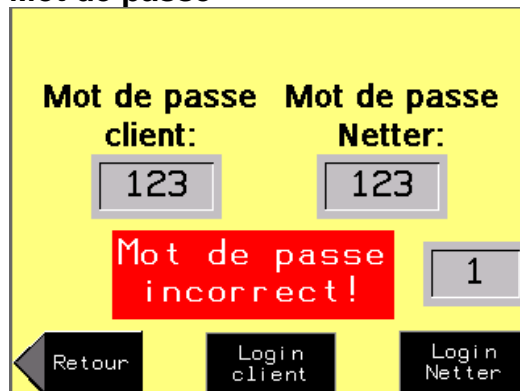 Mot de passe
Mot de passe Mot de passe
client: Netter:
123 123
Mot de passe
incorrect!
1
Retour
Login
client
Login
Netter